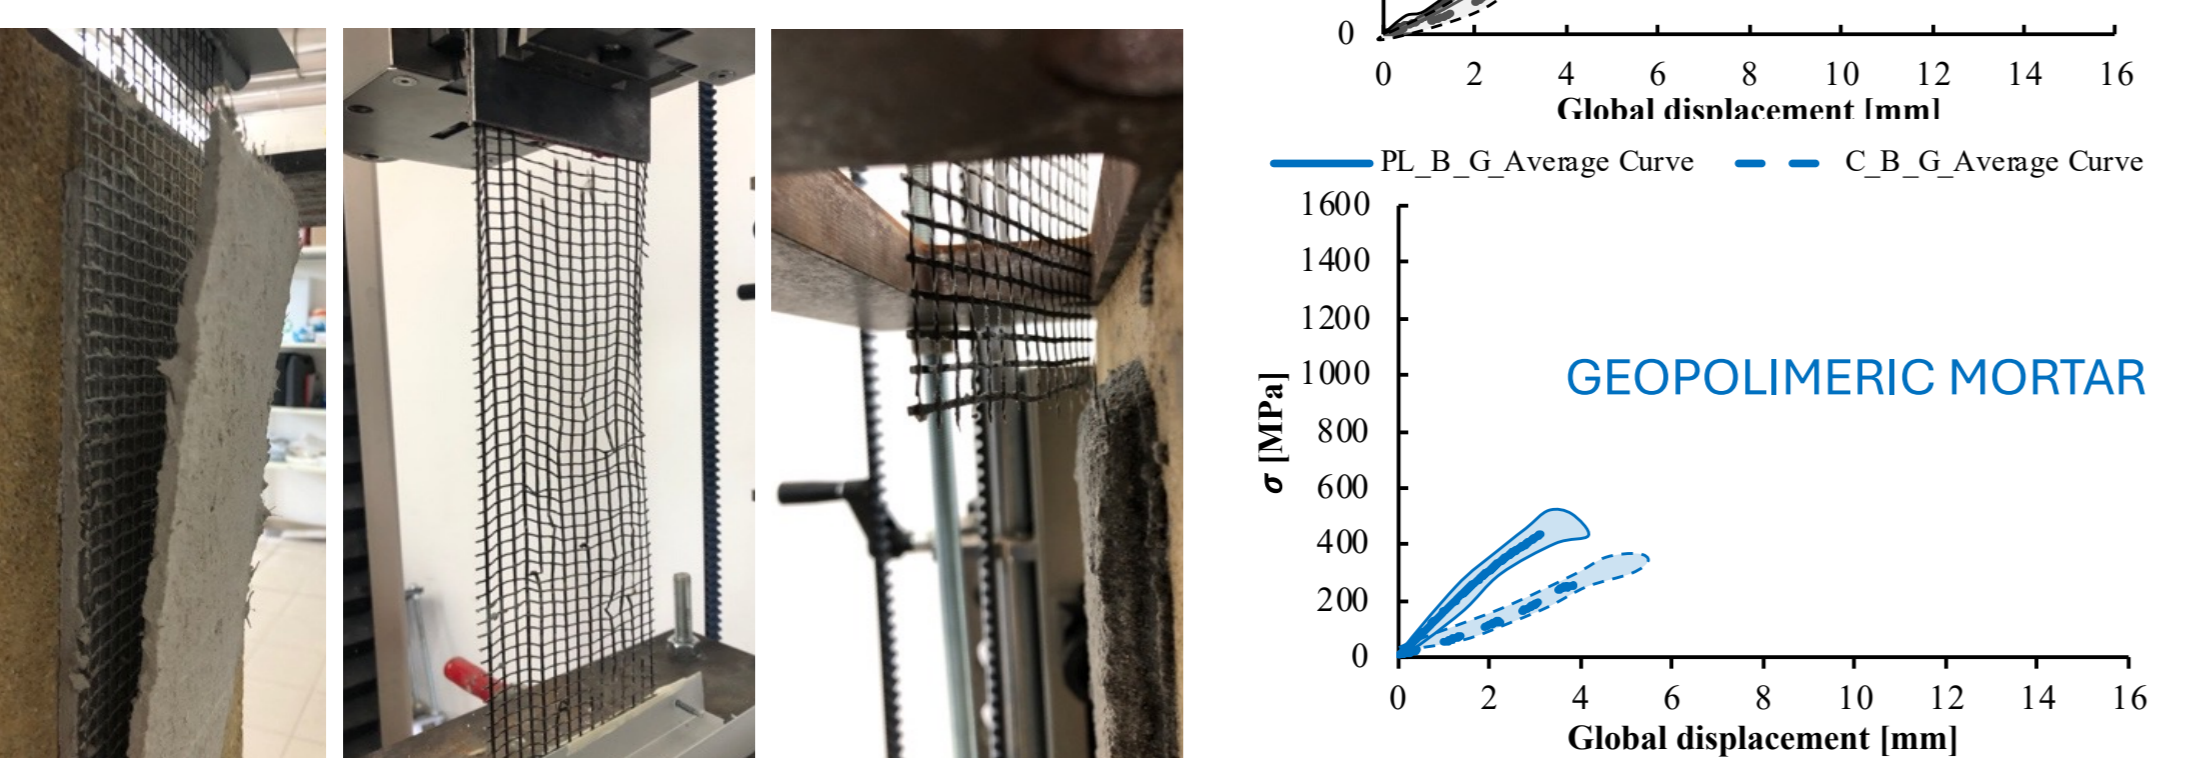 0
0 2 4 6 8 10 12 14 16
Global displacement [mm]
PL_B_G_Average Curve C_B_G_Average Curve
1600
1400
1200
1000
800
600
400
200
0
σ [MPa]
GEOPOLIMERIC MORTAR
0 2 4 6 8 10 12 14 16
Global displacement [mm]